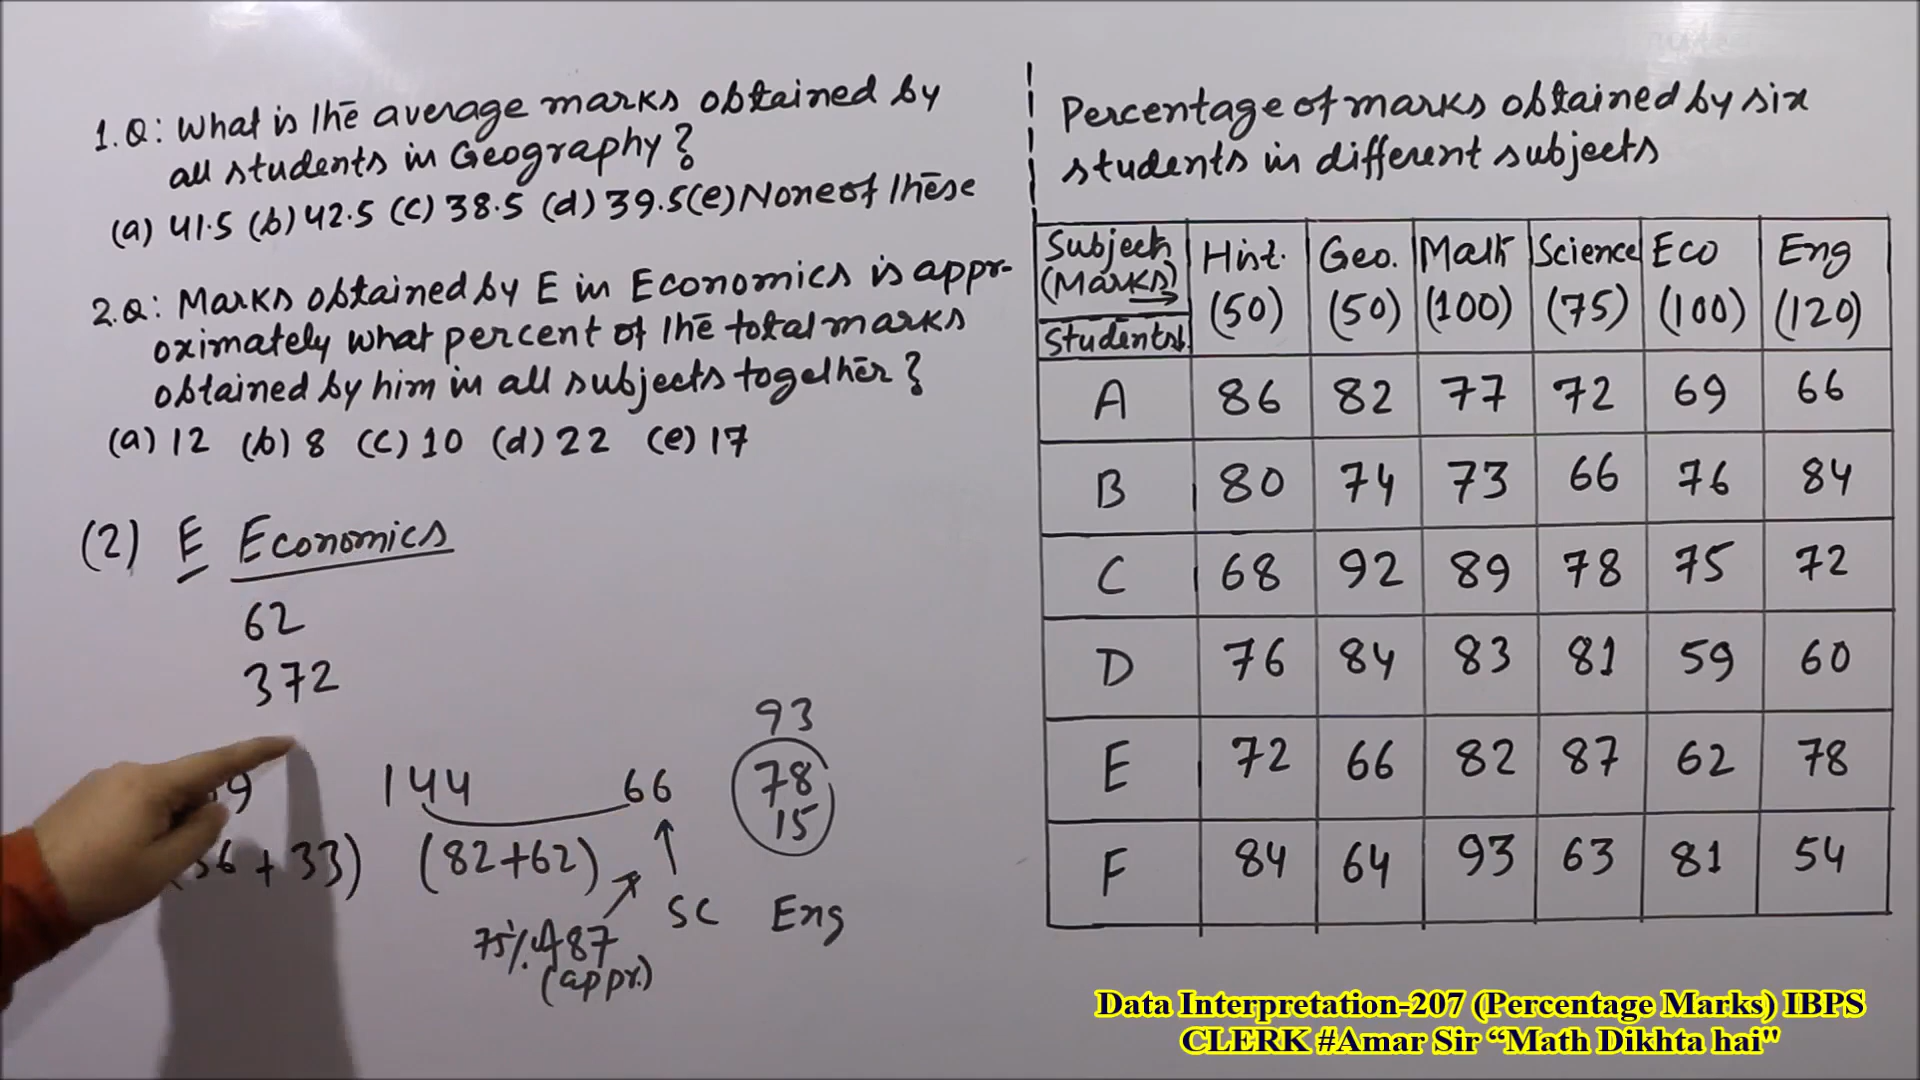 1.Q: What is the average marks obtained by
all students in Geography?
(a) 41.5 (b) 42.5 (c) 38.5 (d) 39.5 (e) None of these
2.Q: Marks obtained by E in Economics is appr-
oximately what percent of the total marks
obtained by him in all subjects together?
(a) 12 (b) 8 (c) 10 (d) 22 (e) 17
(2) E Economics
62
372
9 144 66 93
78
15
36 + 33) (82+62)
SC Eng
75% of 87
(appr.)
Percentage of marks obtained by six
students in different subjects
Subject (Marks) Students Hist. (50) Geo. (50) Math (100) Science (75) Eco (100) Eng (120)
A 86 82 77 72 69 66
B 80 74 73 66 76 84
C 68 92 89 78 75 72
D 76 84 83 81 59 60
E 72 66 82 87 62 78
F 84 64 93 63 81 54
Data Interpretation-207 (Percentage Marks) IBPS
CLERK #Amar Sir “Math Dikhta hai"